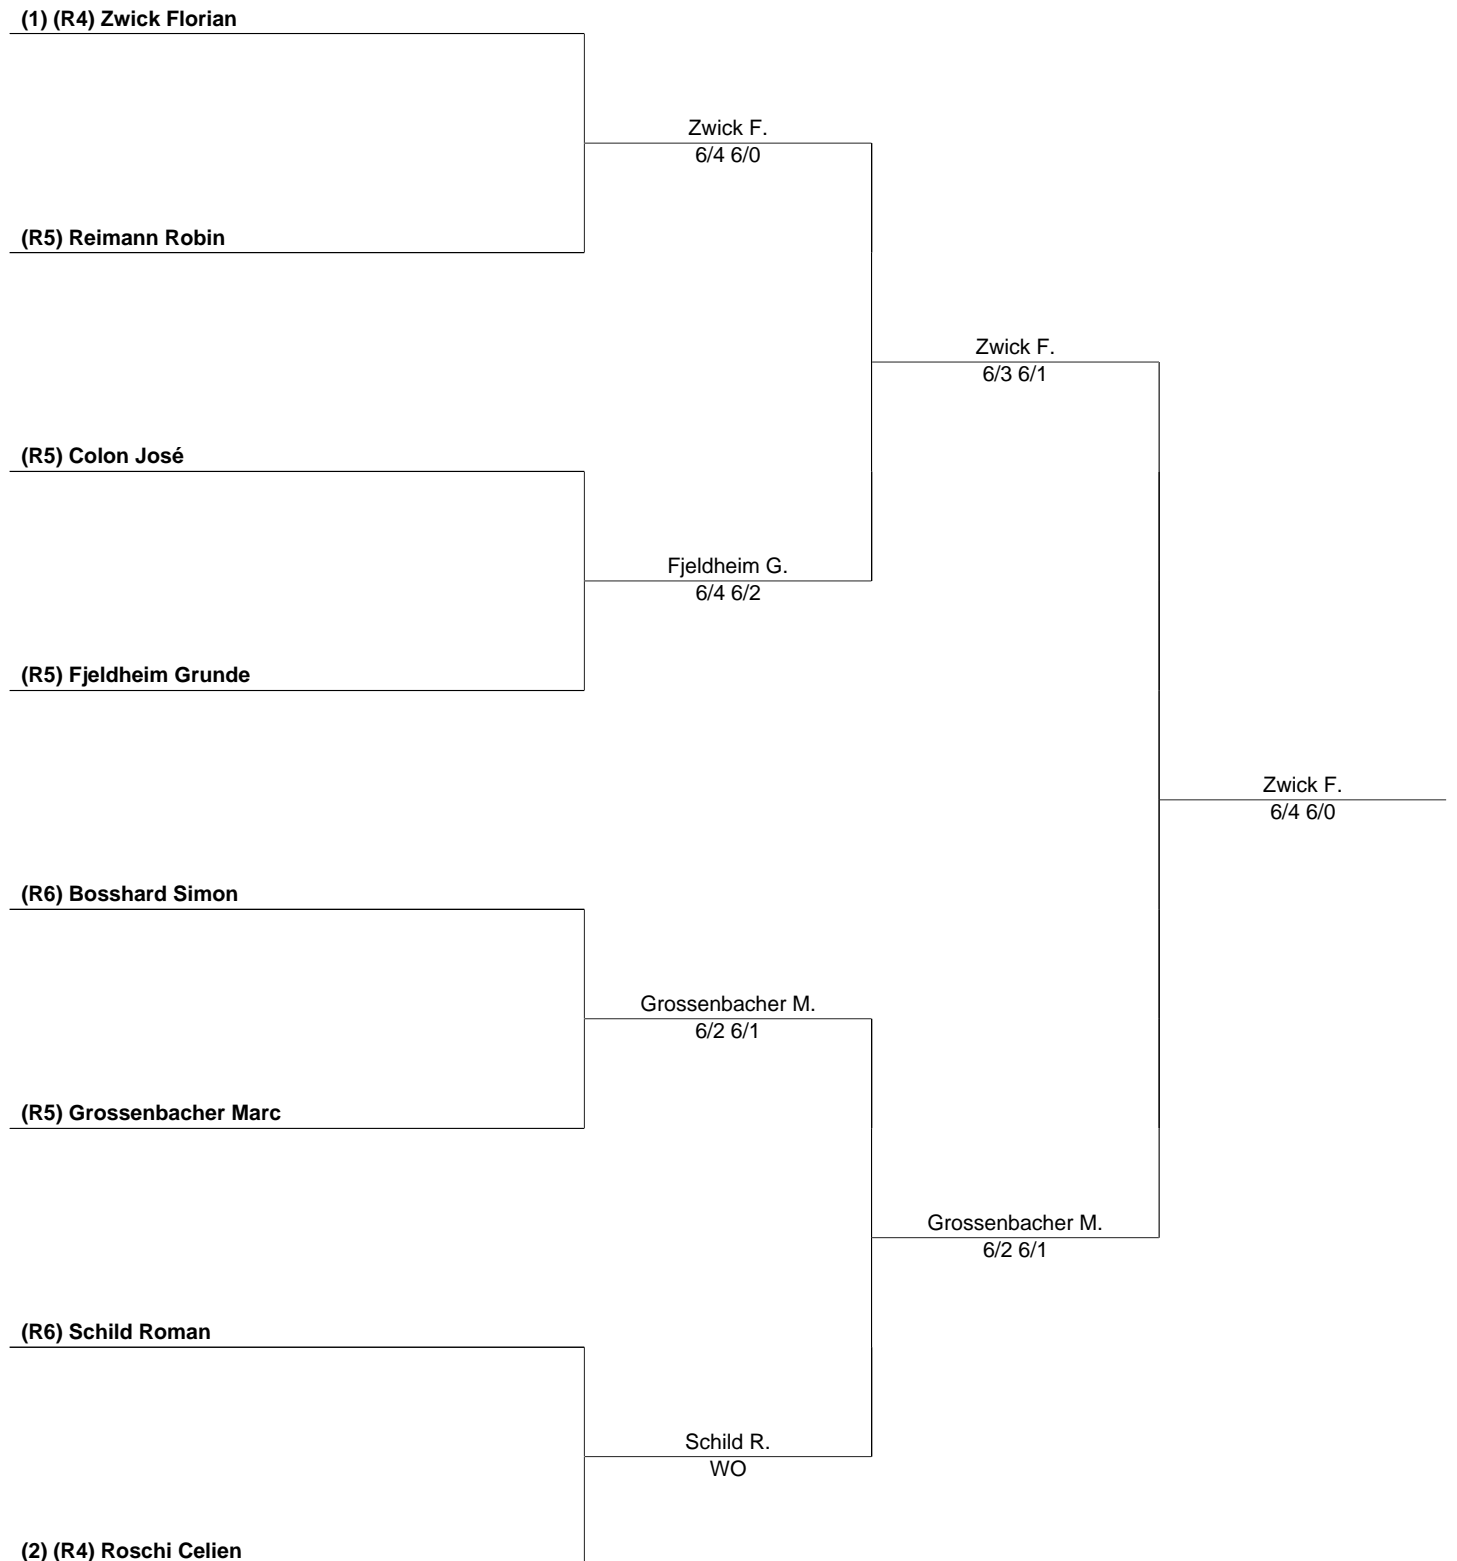 (1) (R4) Zwick Florian
Zwick F.
6/4 6/0
(R5) Reimann Robin
Zwick F.
6/3 6/1
(R5) Colon José
Fjeldheim G.
6/4 6/2
(R5) Fjeldheim Grunde
Zwick F.
6/4 6/0
(R6) Bosshard Simon
Grossenbacher M.
6/2 6/1
(R5) Grossenbacher Marc
Grossenbacher M.
6/2 6/1
(R6) Schild Roman
Schild R.
WO
(2) (R4) Roschi Celien